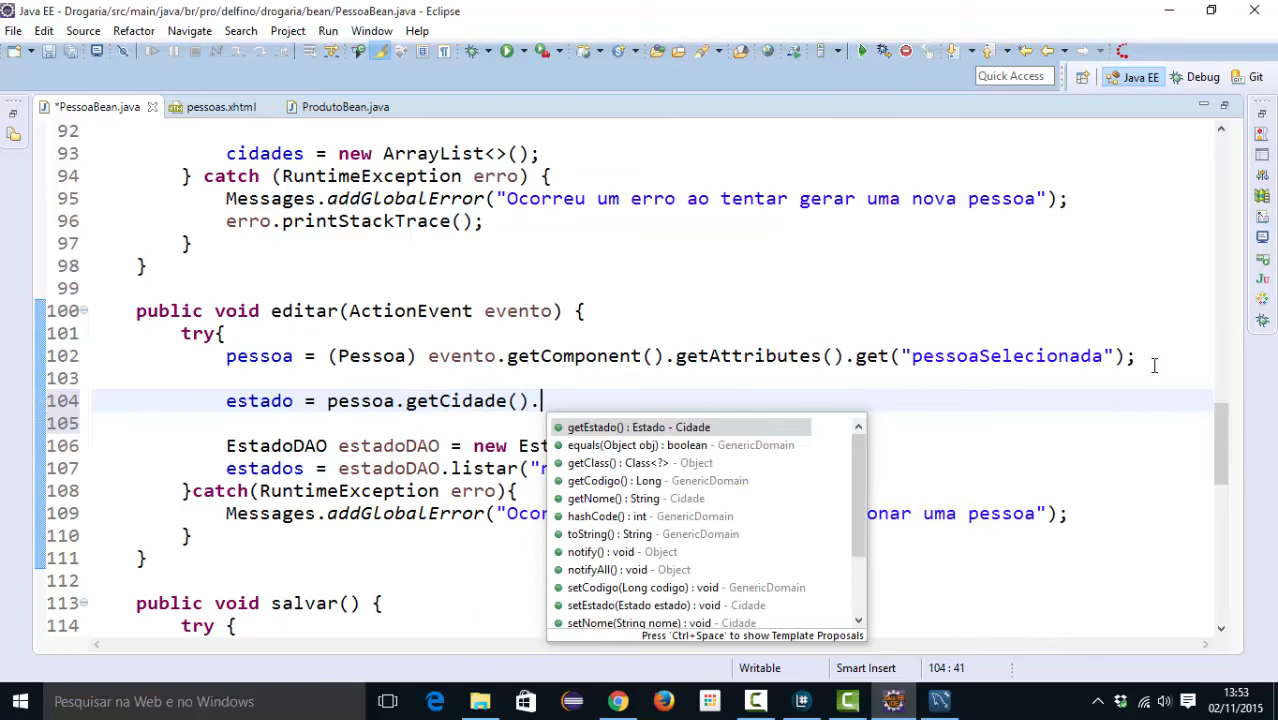 Java EE - Drogaria/src/main/java/br/pro/delfino/drogaria/bean/PessoaBean.java - Eclipse
File Edit Source Refactor Navigate Search Project Run Window Help
Quick Access Java EE Debug Git
*PessoaBean.java pessoas.xhtml ProdutoBean.java
92
93 cidades = new ArrayList<>();
94 } catch (RuntimeException erro) {
95 Messages.addGlobalError("Ocorreu um erro ao tentar gerar uma nova pessoa");
96 erro.printStackTrace();
97 }
98 }
99
100 public void editar(ActionEvent evento) {
101 try{
102 pessoa = (Pessoa) evento.getComponent().getAttributes().get("pessoaSelecionada");
103
104 estado = pessoa.getCidade().
105
106 EstadoDAO estadoDAO = new Est
107 estados = estadoDAO.listar("n
108 }catch(RuntimeException erro){
109 Messages.addGlobalError("Ocor onar uma pessoa");
110 }
111 }
112
113 public void salvar() {
114 try {
getEstado() : Estado - Cidade
equals(Object obj) : boolean - GenericDomain
getClass() : Class<?> - Object
getCodigo() : Long - GenericDomain
getNome() : String - Cidade
hashCode() : int - GenericDomain
toString() : String - GenericDomain
notify() : void - Object
notifyAll() : void - Object
setCodigo(Long codigo) : void - GenericDomain
setEstado(Estado estado) : void - Cidade
setNome(String nome) : void - Cidade
Press 'Ctrl+Space' to show Template Proposals
Writable Smart Insert 104 : 41
Pesquisar na Web e no Windows
13:53
02/11/2015